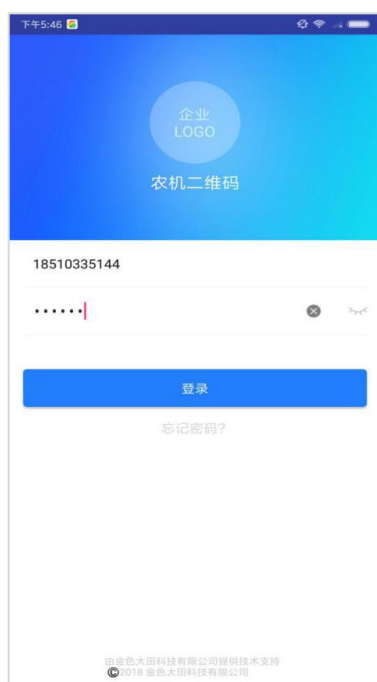 下午5:46
企业
LOGO
农机二维码
18510335144
••••••
登录
忘记密码?
由金色大田科技有限公司提供技术支持
©2018 金色大田科技有限公司